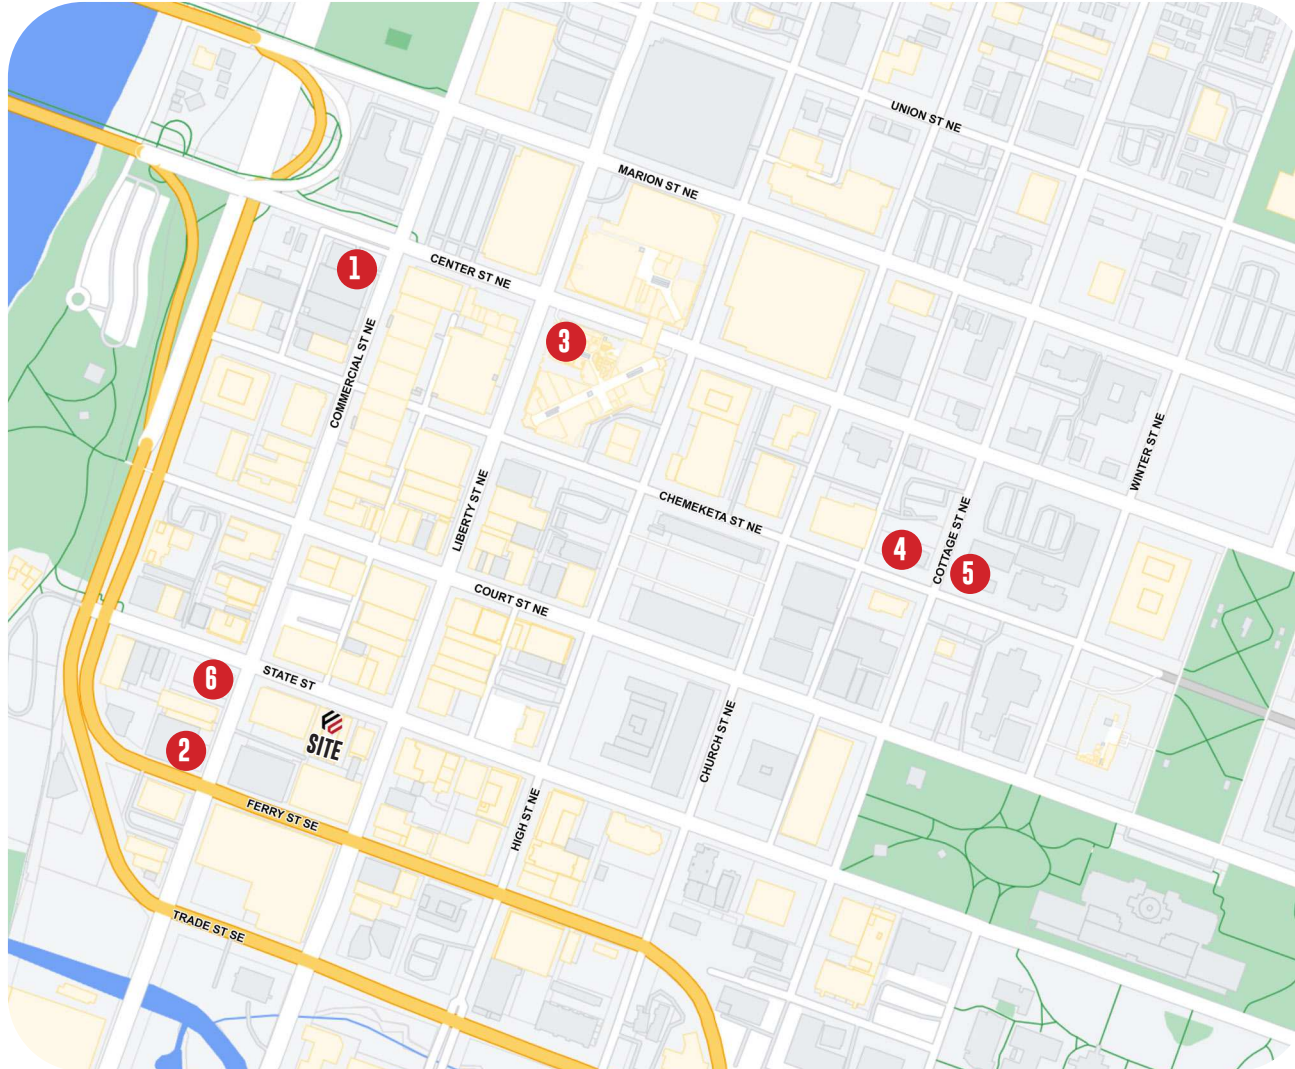 UNION ST NE
MARION ST NE
1
CENTER ST NE
3
COMMERCIAL ST NE
WINTER ST NE
LIBERTY ST NE
CHEMEKETA ST NE
COTTAGE ST NE
4
5
COURT ST NE
6
STATE ST
SITE
2
CHURCH ST NE
HIGH ST NE
FERRY ST SE
TRADE ST SE